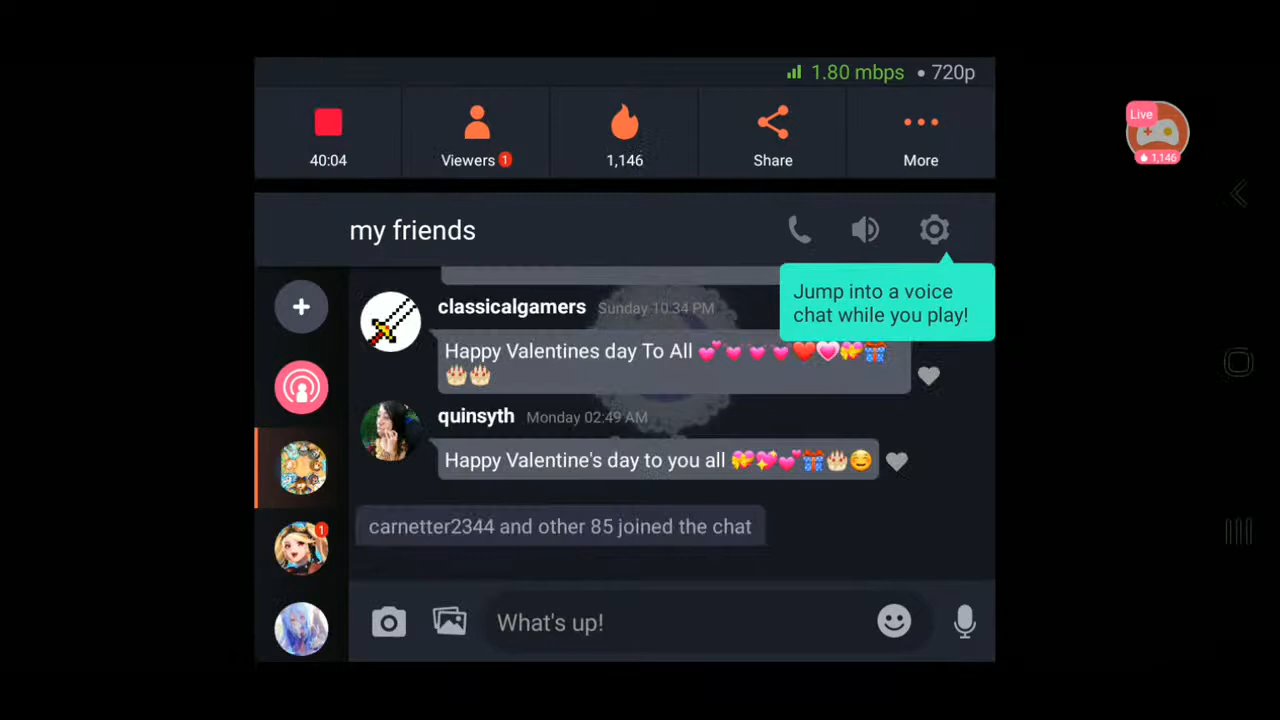 1.80 mbps • 720p
40:04
Viewers 1
1,146
Share
More
Live
1,146
my friends
Jump into a voice
chat while you play!
classicalgamers Sunday 10.34 PM
Happy Valentines day To All 💕💗💗💗❤️💗💝🎁
🎂🎂
quinsyth Monday 02:49 AM
Happy Valentine's day to you all 💝💖💕🎁🎂☺️
carnetter2344 and other 85 joined the chat
1
What's up!